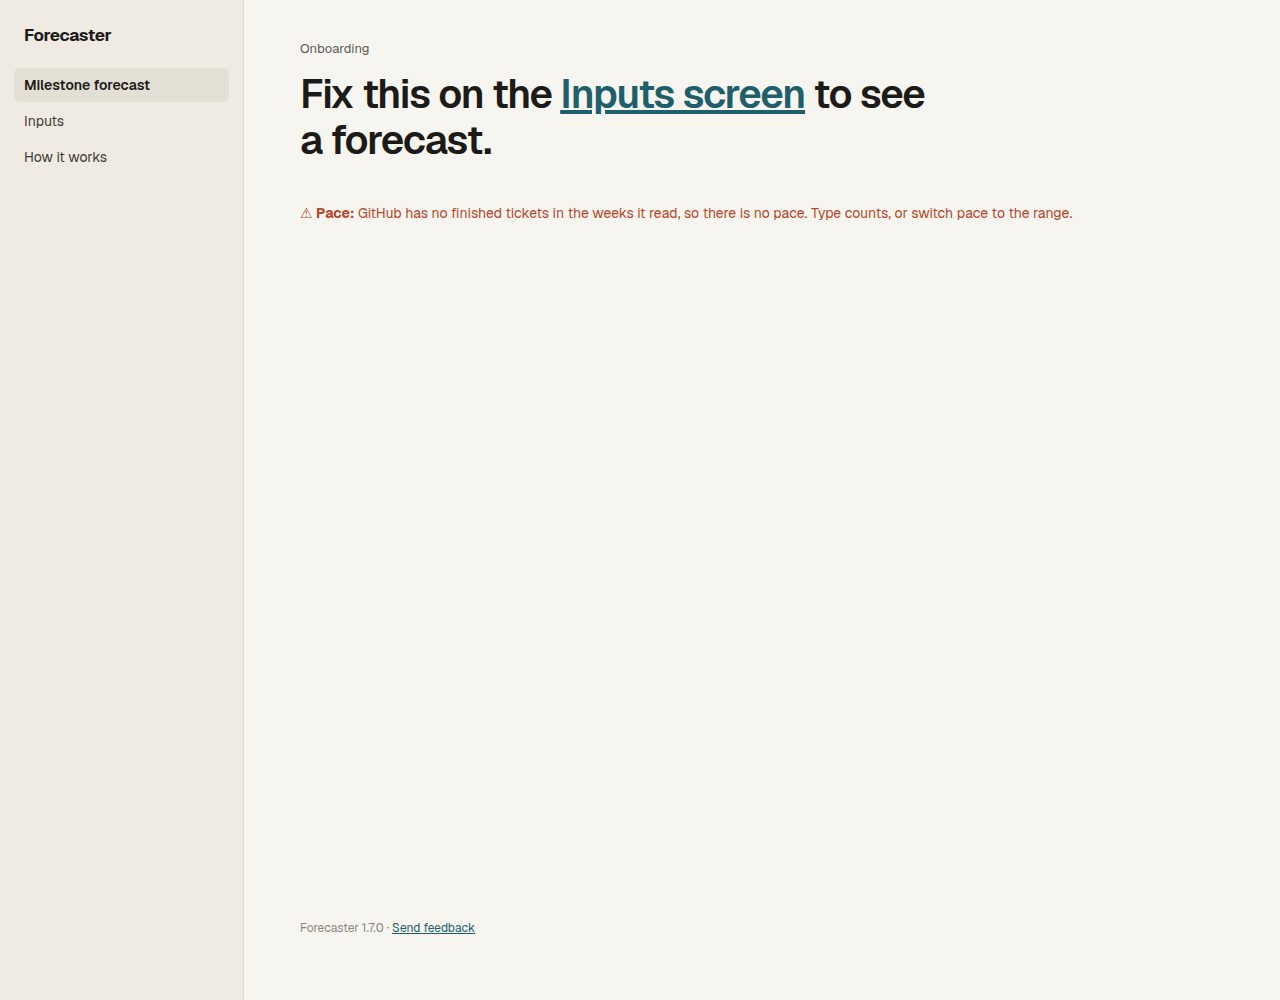 Forecaster
Milestone forecast
Inputs
How it works
Onboarding
Fix this on the Inputs screen to see
a forecast.
⚠ Pace: GitHub has no finished tickets in the weeks it read, so there is no pace. Type counts, or switch pace to the range.
Forecaster 1.7.0 · Send feedback